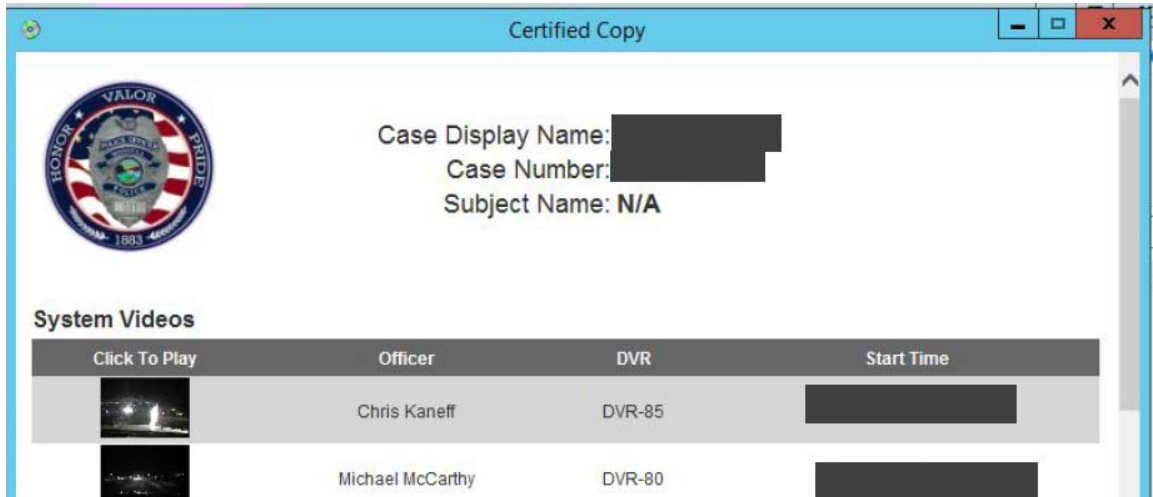 Certified Copy
HONOR VALOR PRIDE
POLICE
1883
Case Display Name:
Case Number:
Subject Name: N/A
System Videos
Click To Play Officer DVR Start Time
Chris Kaneff DVR-85
Michael McCarthy DVR-80